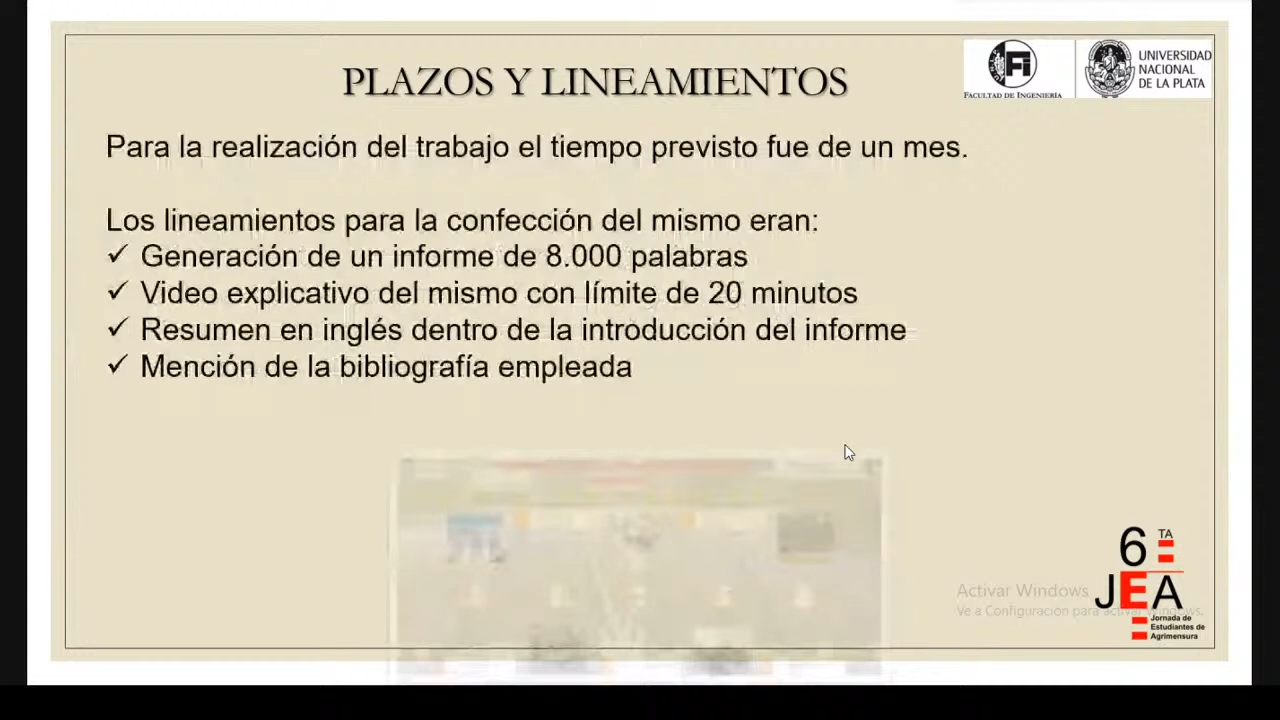 PLAZOS Y LINEAMIENTOS
FACULTAD DE INGENIERÍA
UNIVERSIDAD
NACIONAL
DE LA PLATA
Para la realización del trabajo el tiempo previsto fue de un mes.
Los lineamientos para la confección del mismo eran:
✓ Generación de un informe de 8.000 palabras
✓ Video explicativo del mismo con límite de 20 minutos
✓ Resumen en inglés dentro de la introducción del informe
✓ Mención de la bibliografía empleada
6 TA
JEA
Jornada de
Estudiantes de
Agrimensura
Activar Windows
Ve a Configuración para activar Windows.